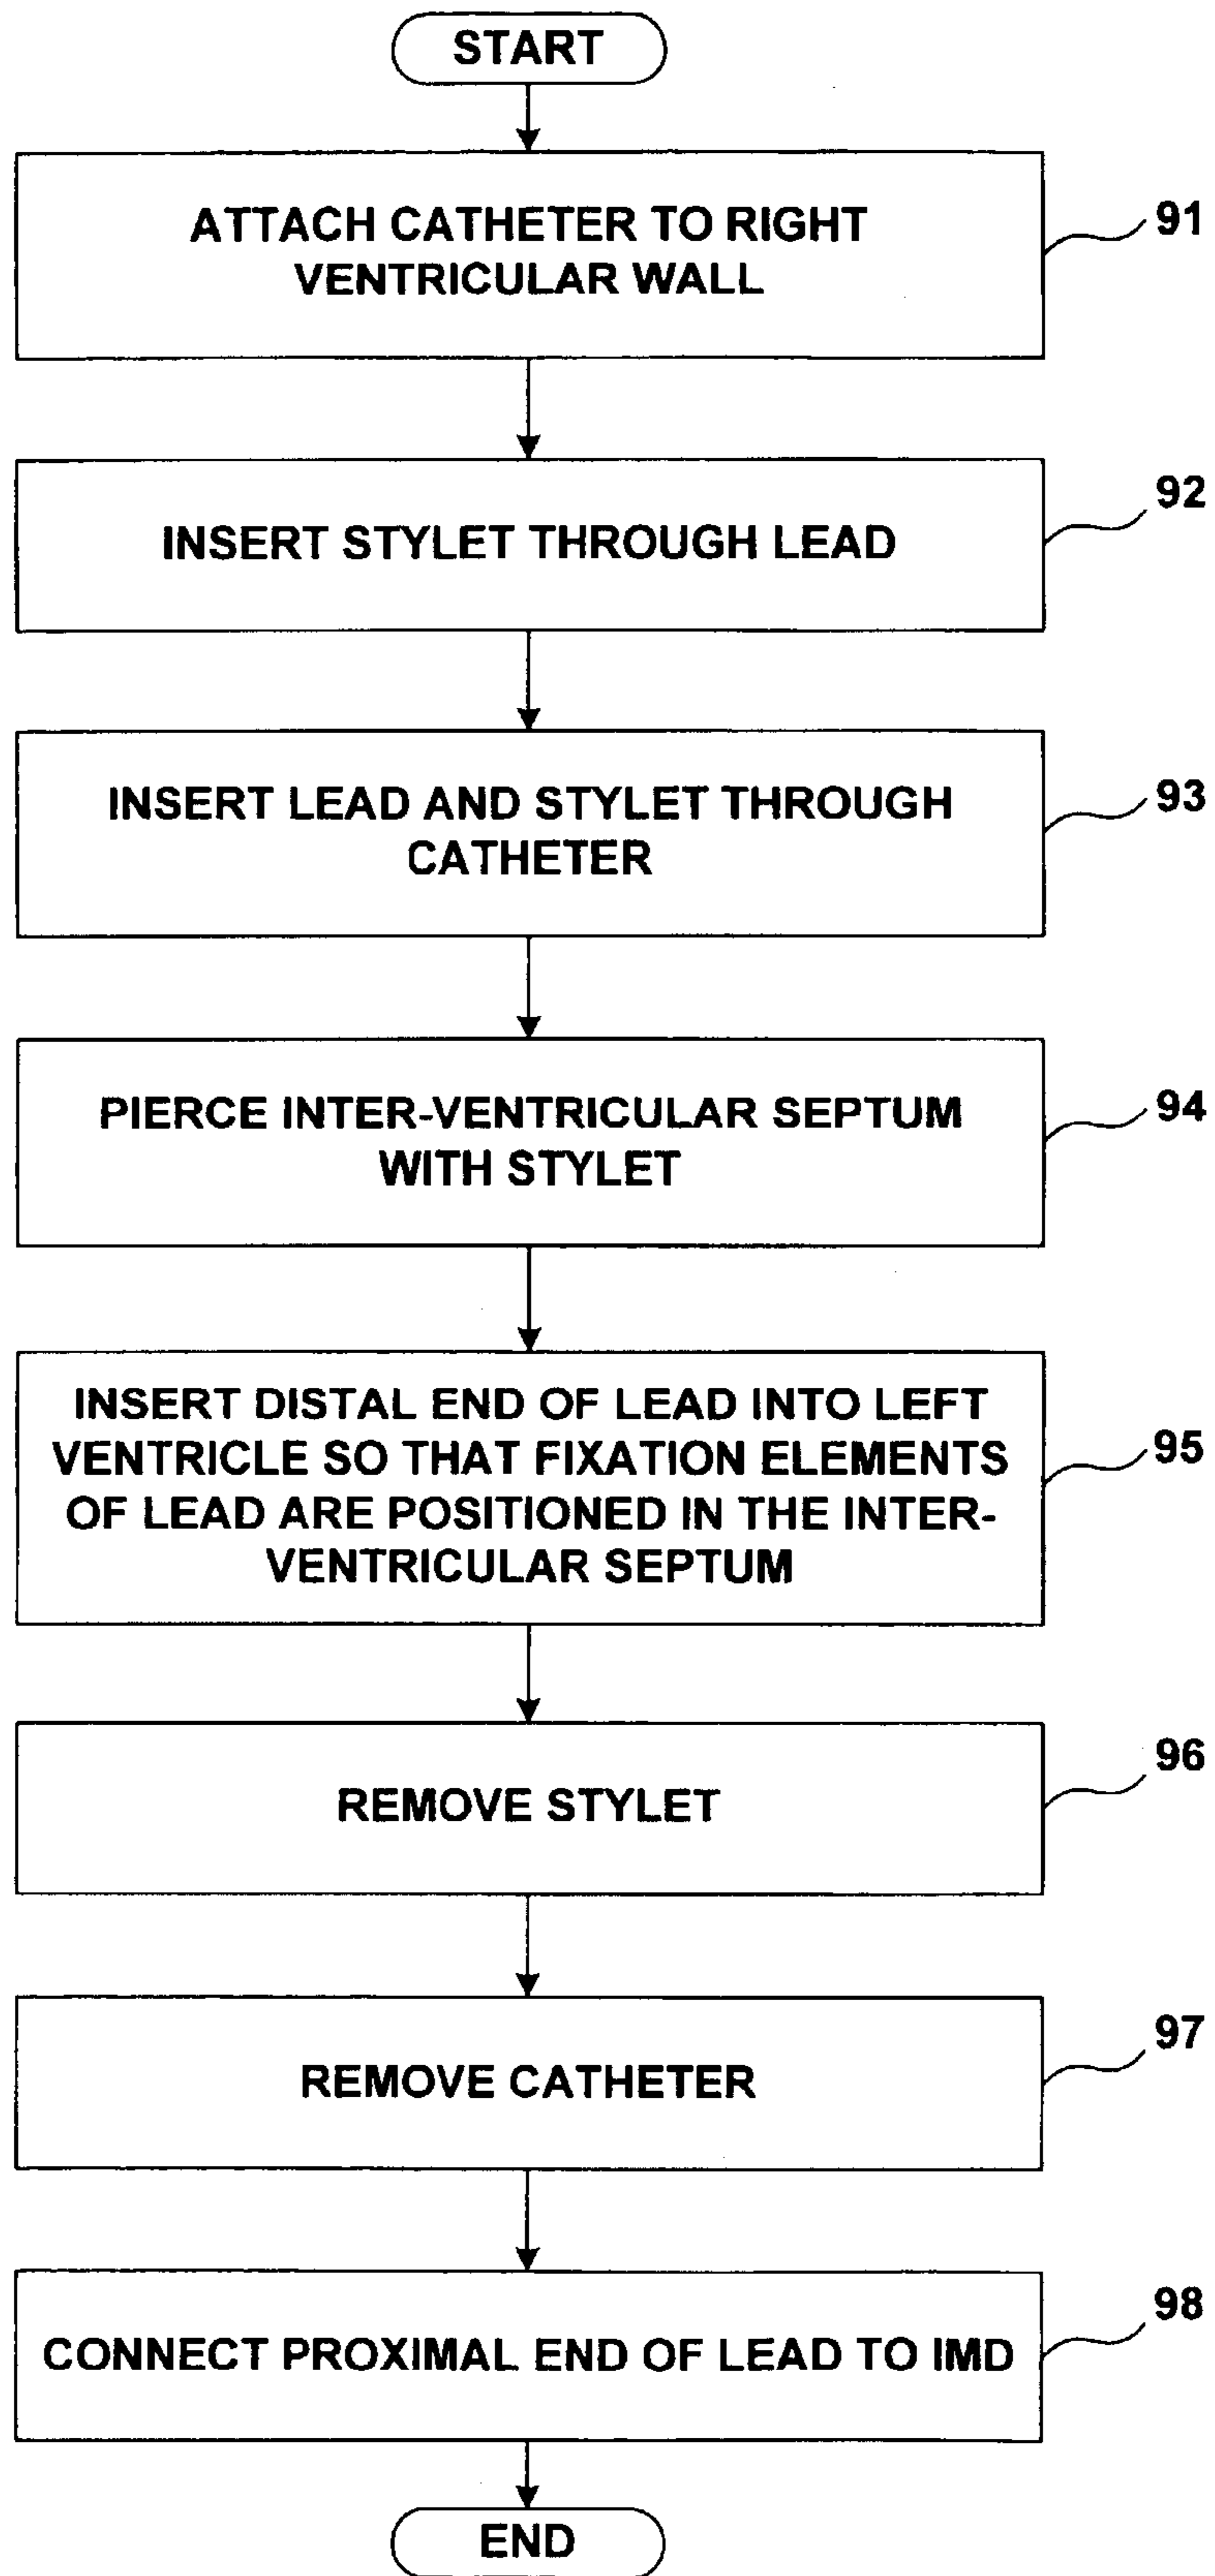 START
ATTACH CATHETER TO RIGHT
VENTRICULAR WALL
91
INSERT STYLET THROUGH LEAD
92
INSERT LEAD AND STYLET THROUGH
CATHETER
93
PIERCE INTER-VENTRICULAR SEPTUM
WITH STYLET
94
INSERT DISTAL END OF LEAD INTO LEFT
VENTRICLE SO THAT FIXATION ELEMENTS
OF LEAD ARE POSITIONED IN THE INTER-
VENTRICULAR SEPTUM
95
REMOVE STYLET
96
REMOVE CATHETER
97
CONNECT PROXIMAL END OF LEAD TO IMD
98
END